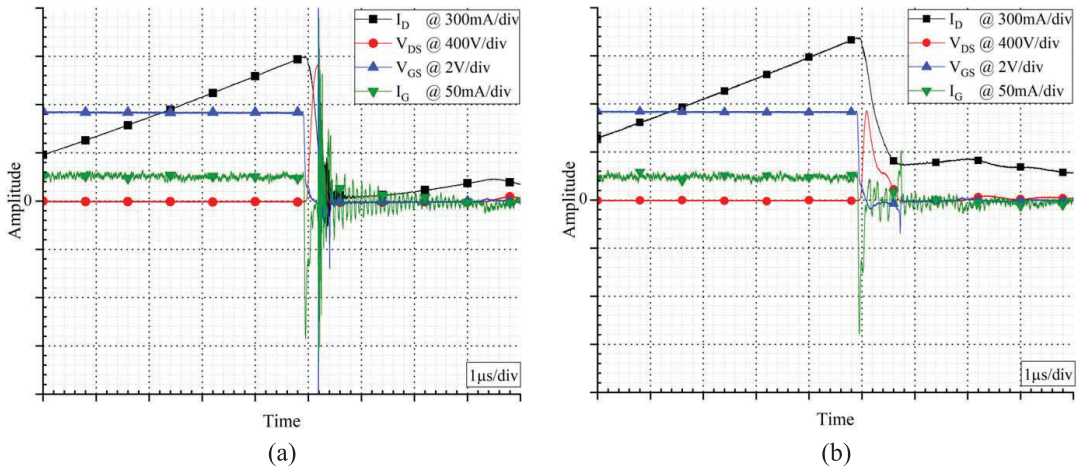 I_D @ 300mA/div
V_DS @ 400V/div
V_GS @ 2V/div
I_G @ 50mA/div
Amplitude
0
1μs/div
Time
(a)
I_D @ 300mA/div
V_DS @ 400V/div
V_GS @ 2V/div
I_G @ 50mA/div
Amplitude
0
1μs/div
Time
(b)